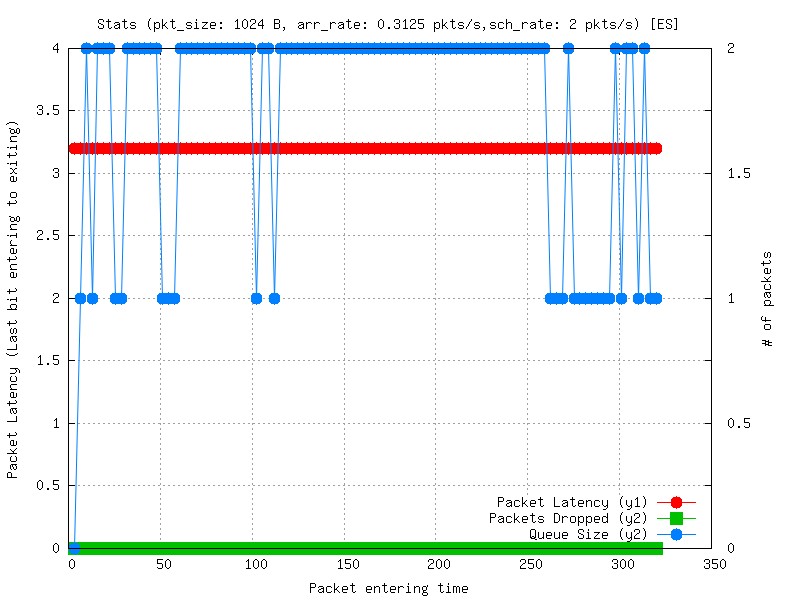 Stats (pkt_size: 1024 B, arr_rate: 0.3125 pkts/s,sch_rate: 2 pkts/s) [ES]
4
3.5
3
2.5
2
1.5
1
0.5
0
Packet Latency (Last bit entering to exiting)
2
1.5
1
0.5
0
# of packets
Packet Latency (y1)
Packets Dropped (y2)
Queue Size (y2)
0 50 100 150 200 250 300 350
Packet entering time